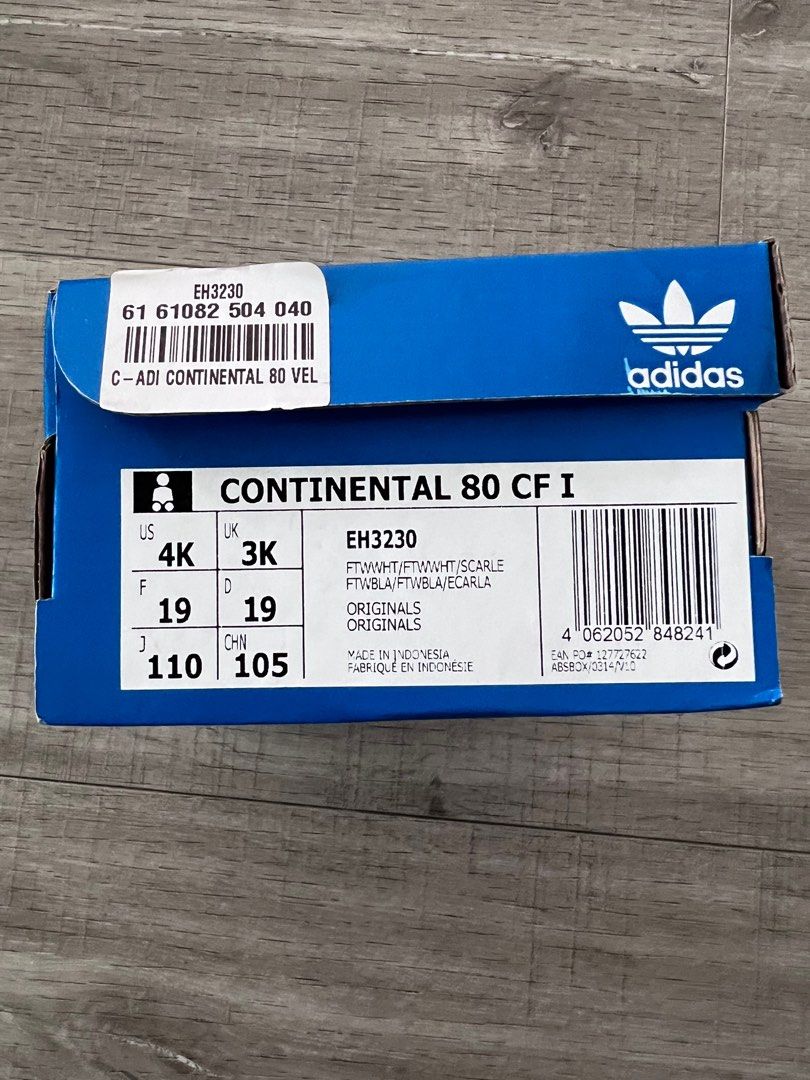 EH3230
61 61082 504 040
C-ADI CONTINENTAL 80 VEL
adidas
CONTINENTAL 80 CF I
US
4K
UK
3K
F
19
D
19
J
110
CHN
105
EH3230
FTWWHT/FTWWHT/SCARLE
FTWBLA/FTWBLA/ECARLA
ORIGINALS
ORIGINALS
MADE IN INDONESIA
FABRIQUÉ EN INDONÉSIE
4 062052 848241
EAN PO# 127727622
ABSBOX/0314/V10